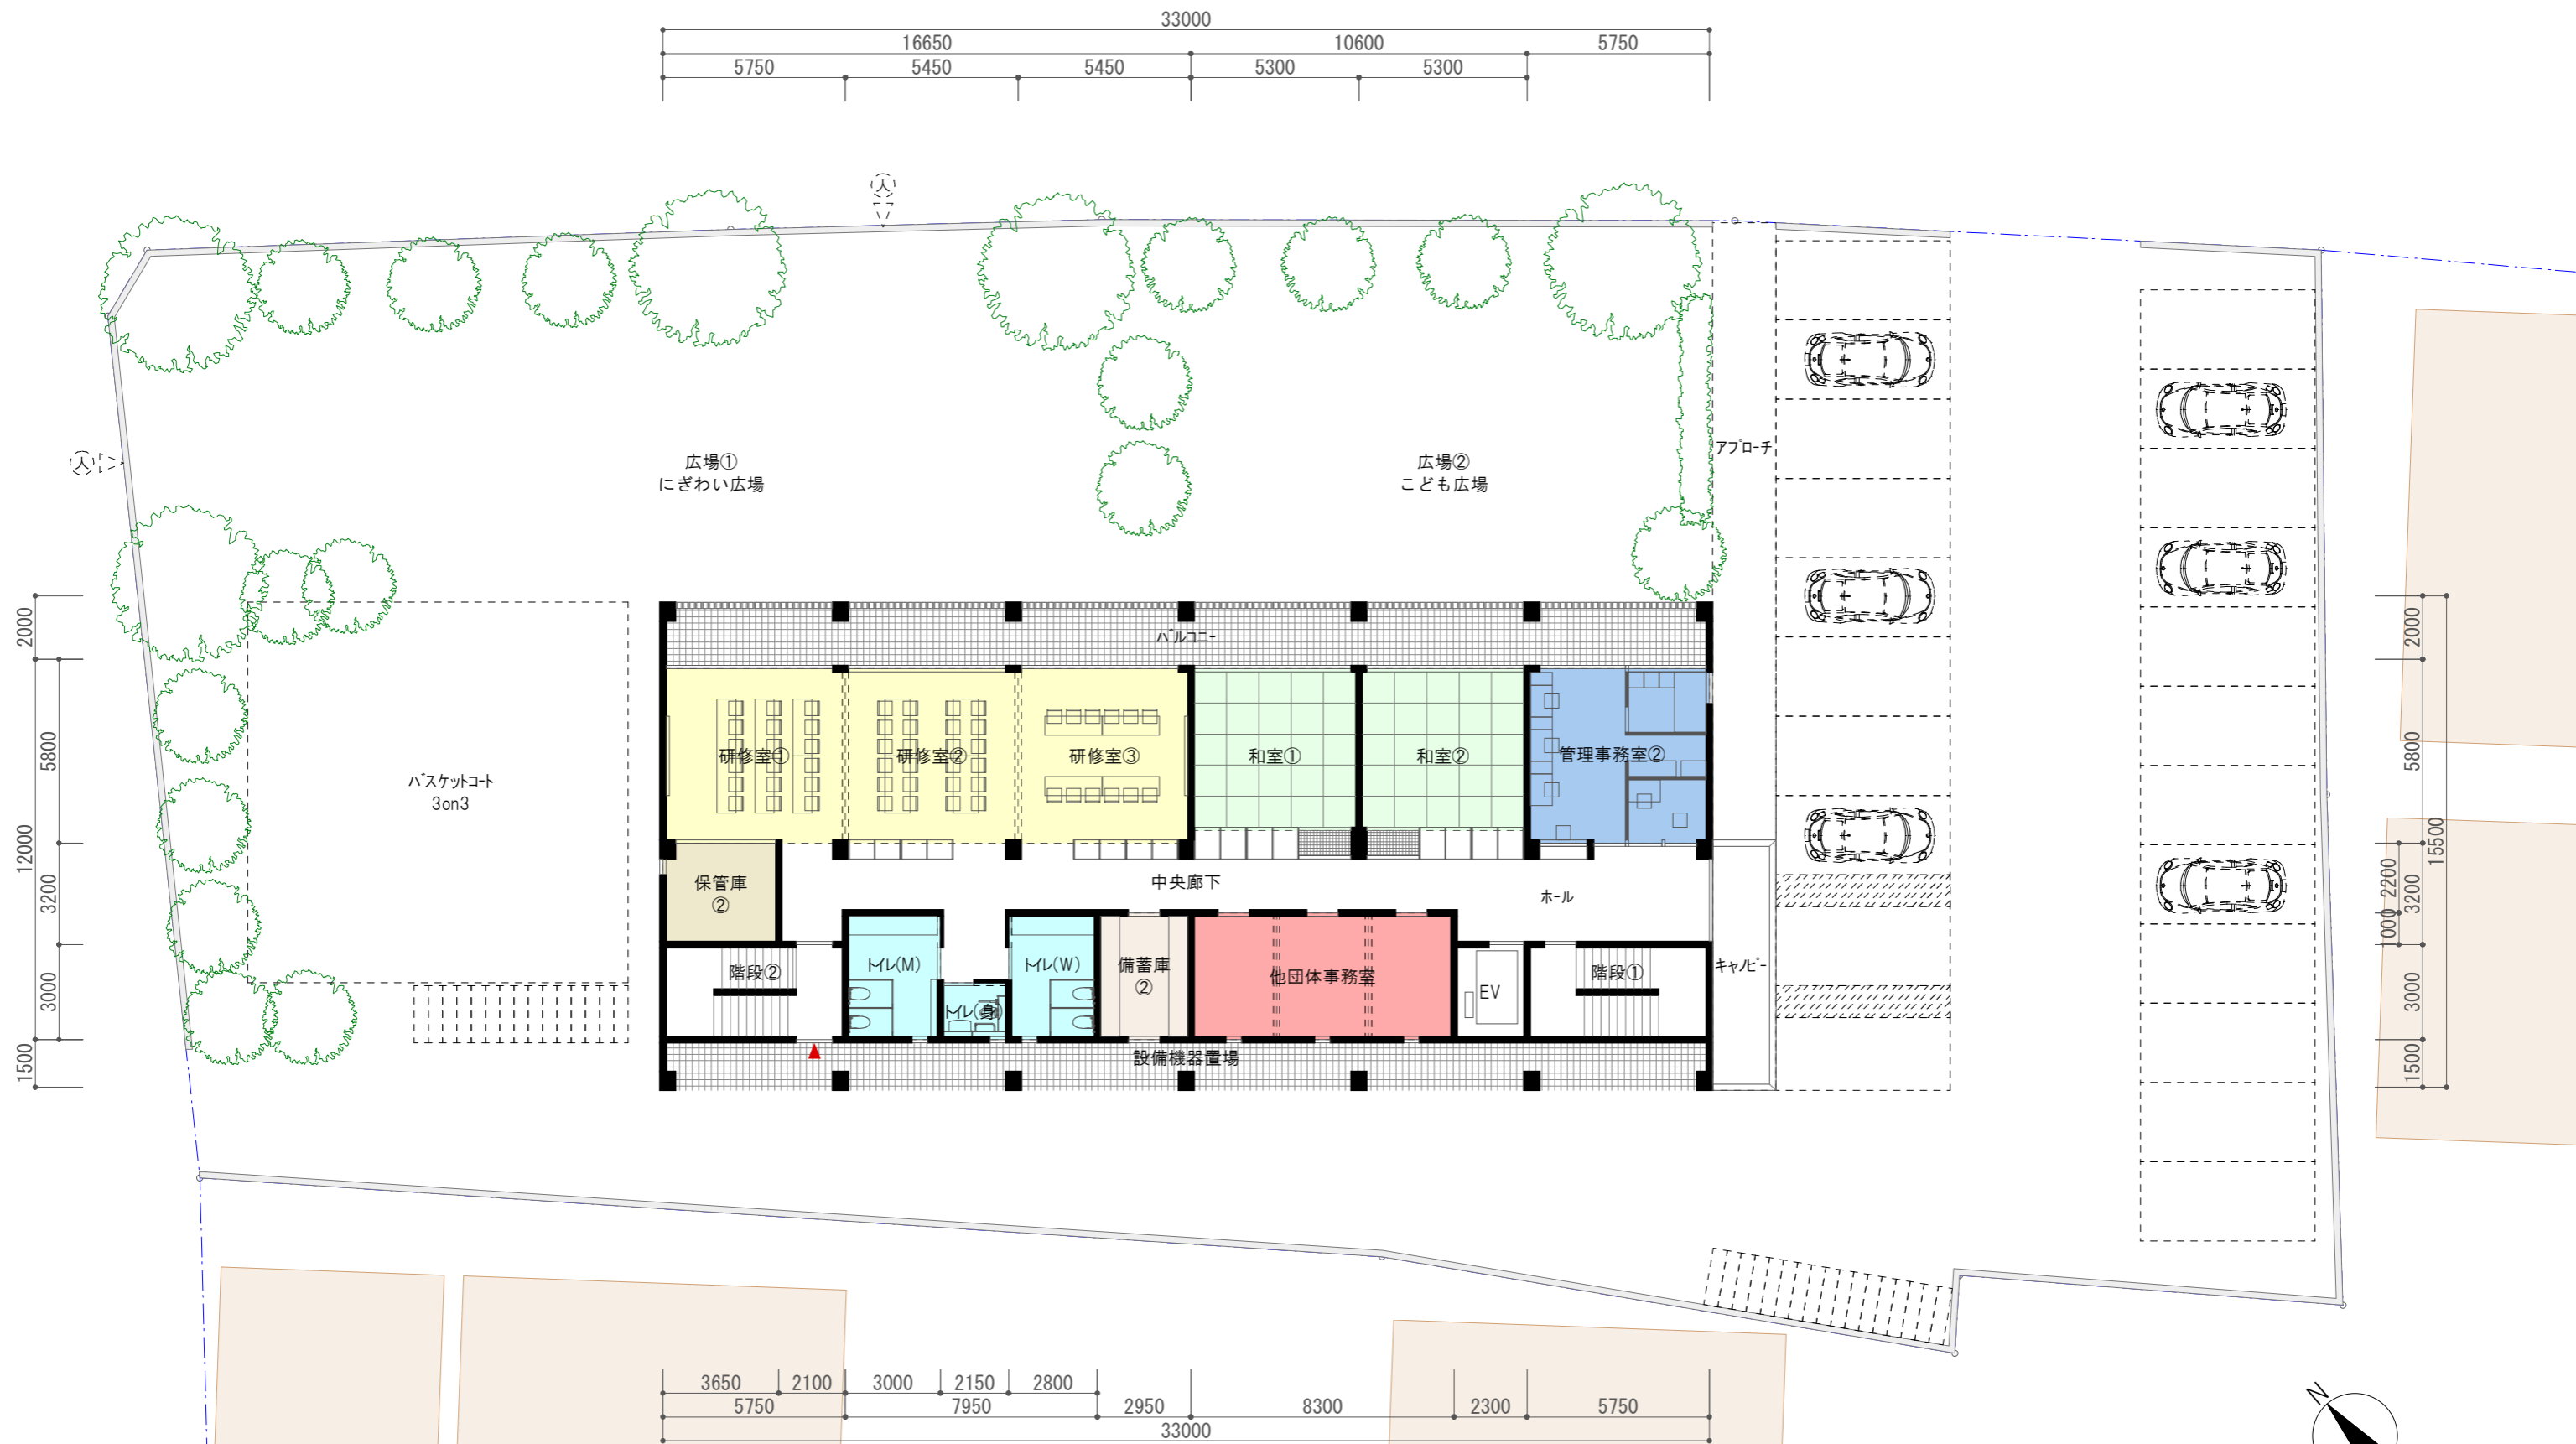 33000
16650 10600 5750
5750 5450 5450 5300 5300
人
人
広場①
にぎわい広場
広場②
こども広場
アプローチ
バルコニー
バスケットコート
3on3
研修室①
研修室②
研修室③
和室①
和室②
管理事務室②
保管庫
②
中央廊下
ホール
階段②
トイレ(M)
トイレ(身)
トイレ(W)
備蓄庫
②
他団体事務室
EV
階段①
キャノピー
設備機器置場
2000
5800
12000
3200
3000
1500
2000
5800
15500
2200
3200
1000
3000
1500
3650 2100 3000 2150 2800
5750 7950 2950 8300 2300 5750
33000
N